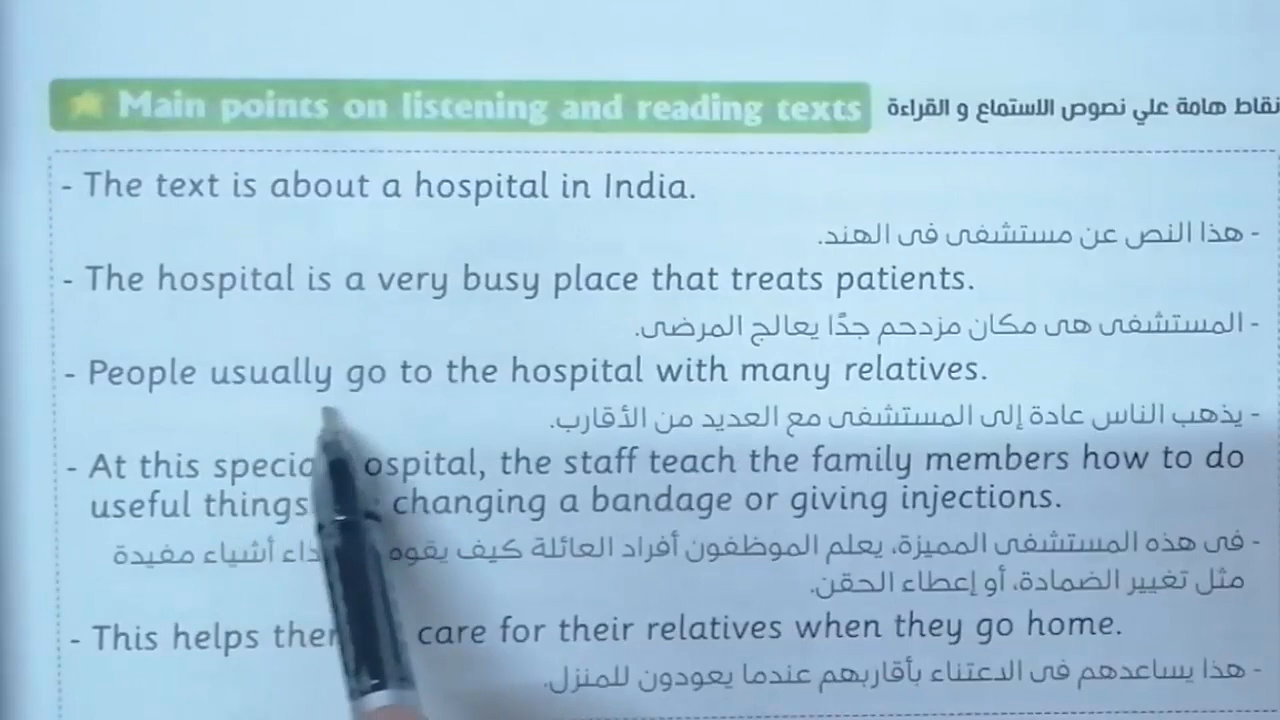 Main points on listening and reading texts
نقاط هامة علي نصوص الاستماع و القراءة
- The text is about a hospital in India.
- هذا النص عن مستشفى فى الهند.
- The hospital is a very busy place that treats patients.
- المستشفى هى مكان مزدحم جدًا يعالج المرضى.
- People usually go to the hospital with many relatives.
- يذهب الناس عادة إلى المستشفى مع العديد من الأقارب.
- At this the staff teach the family members how to do
useful things changing a bandage or giving injections.
- فى هذه المستشفى المميزة، يعلم الموظفون أفراد العائلة كيف أشياء مفيدة
مثل تغيير الضمادة، أو إعطاء الحقن.
- This helps care for their relatives when they go home.
- هذا يساعدهم فى الاعتناء بأقاربهم عندما يعودون للمنزل.